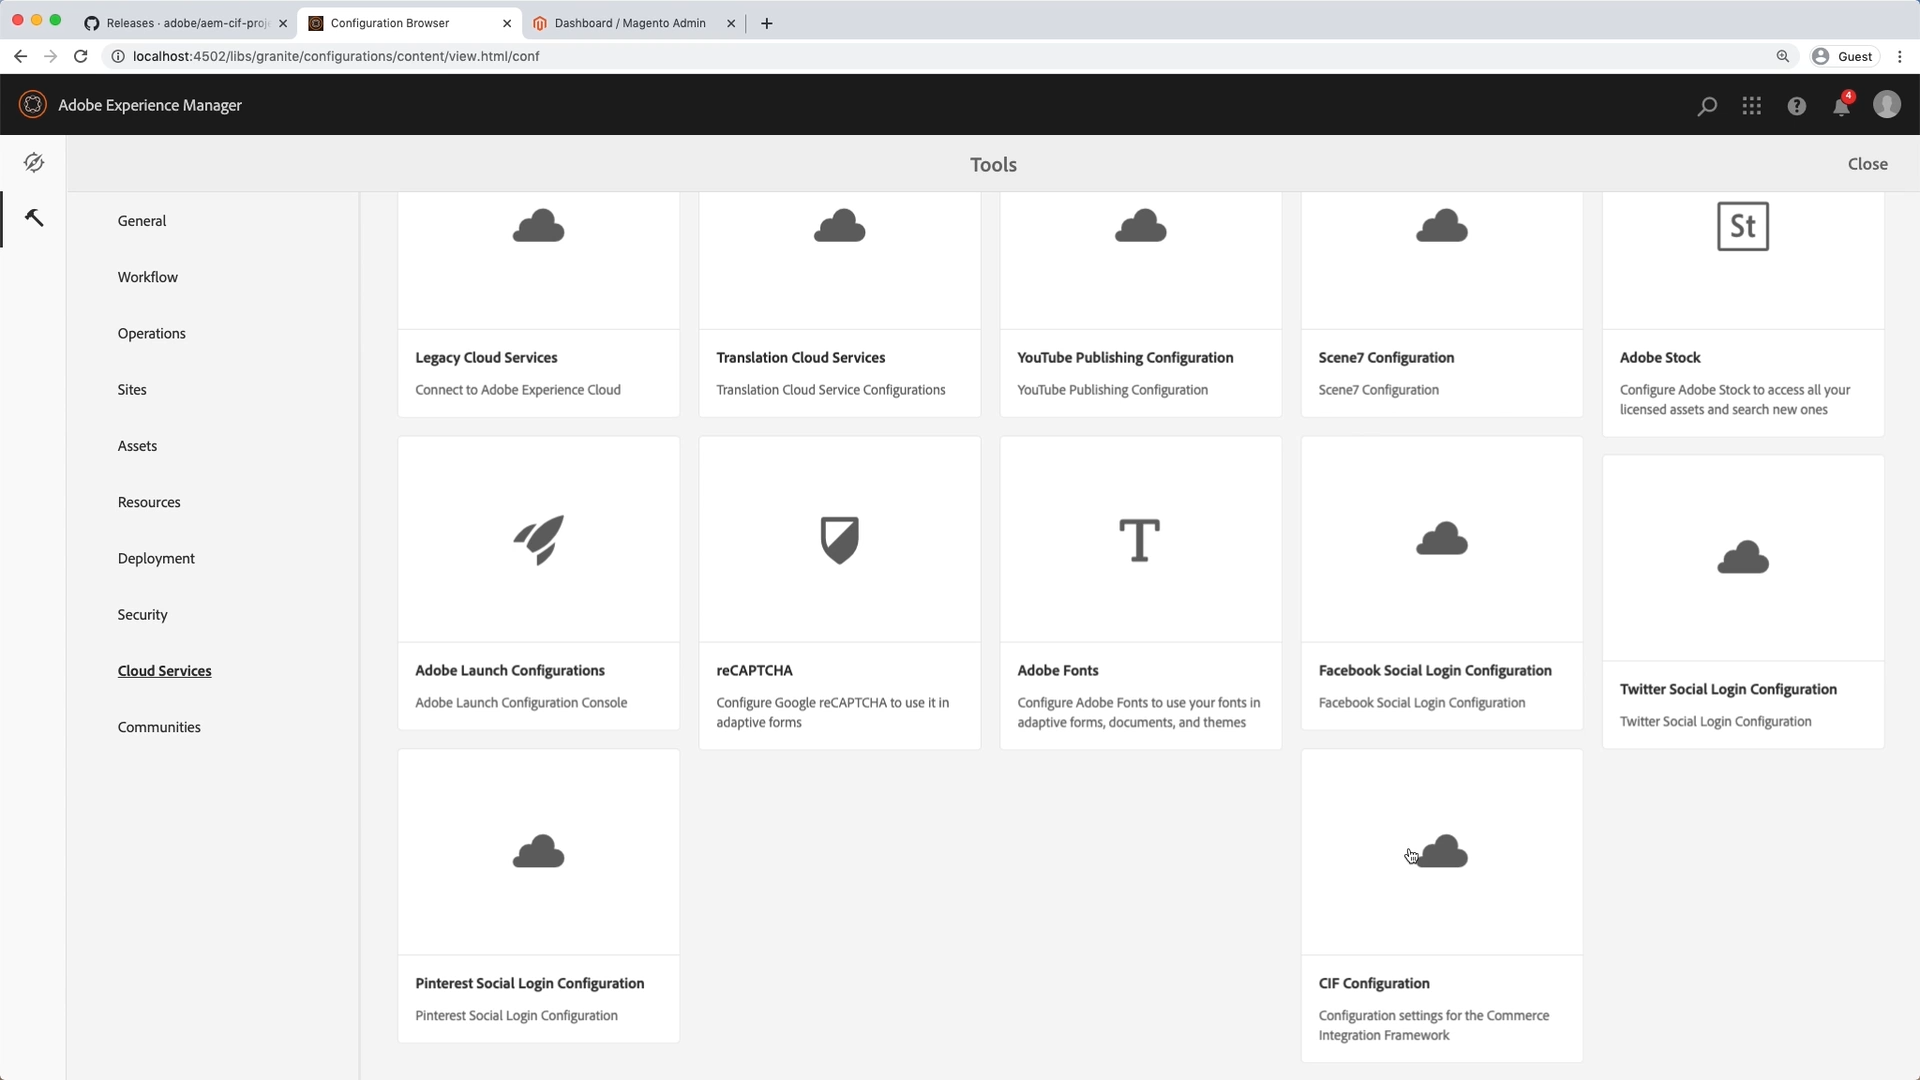 Releases · adobe/aem-cif-proj
Configuration Browser
Dashboard / Magento Admin
localhost:4502/libs/granite/configurations/content/view.html/conf
Guest
Adobe Experience Manager
4
Tools
Close
General
Workflow
Operations
Sites
Assets
Resources
Deployment
Security
Cloud Services
Communities
Legacy Cloud Services
Connect to Adobe Experience Cloud
Translation Cloud Services
Translation Cloud Service Configurations
YouTube Publishing Configuration
YouTube Publishing Configuration
Scene7 Configuration
Scene7 Configuration
St
Adobe Stock
Configure Adobe Stock to access all your
licensed assets and search new ones
Adobe Launch Configurations
Adobe Launch Configuration Console
reCAPTCHA
Configure Google reCAPTCHA to use it in
adaptive forms
T
Adobe Fonts
Configure Adobe Fonts to use your fonts in
adaptive forms, documents, and themes
Facebook Social Login Configuration
Facebook Social Login Configuration
Twitter Social Login Configuration
Twitter Social Login Configuration
Pinterest Social Login Configuration
Pinterest Social Login Configuration
CIF Configuration
Configuration settings for the Commerce
Integration Framework